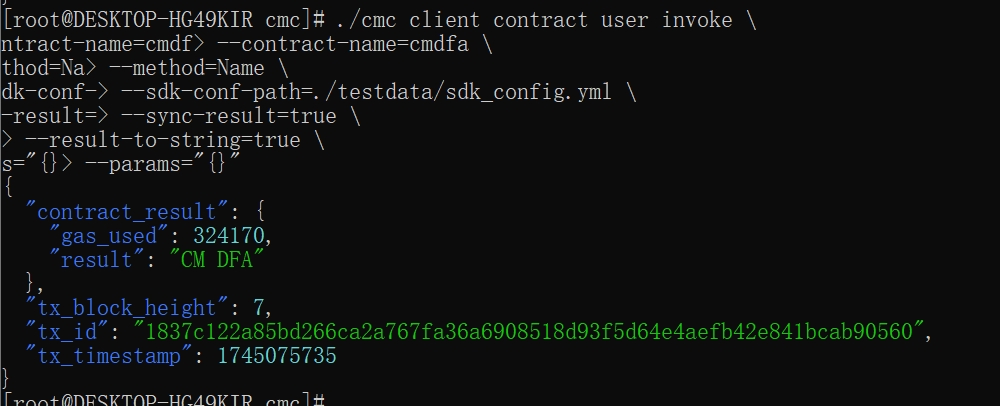 [root@DESKTOP-HG49KIR cmc]# ./cmc client contract user invoke \
ntract-name=cmdf> --contract-name=cmdfa \
thod=Na> --method=Name \
dk-conf-> --sdk-conf-path=./testdata/sdk_config.yml \
-result=> --sync-result=true \
> --result-to-string=true \
s="{}> --params="{}"
{
  "contract_result": {
    "gas_used": 324170,
    "result": "CM DFA"
  },
  "tx_block_height": 7,
  "tx_id": "1837c122a85bd266ca2a767fa36a6908518d93f5d64e4aefb42e841bcab90560",
  "tx_timestamp": 1745075735
}
[root@DESKTOP-HG49KIR cmc]#